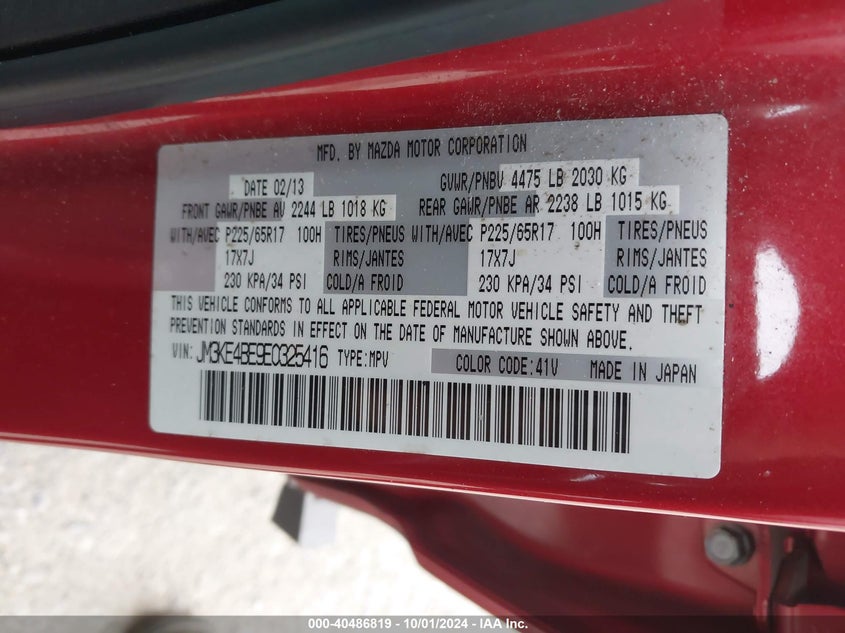 MFD. BY MAZDA MOTOR CORPORATION
DATE 02/13 GVWR/PNBV 4475 LB 2030 KG
FRONT GAWR/PNBE AV 2244 LB 1018 KG REAR GAWR/PNBE AR 2238 LB 1015 KG
WITH/AVEC P225/65R17 100H TIRES/PNEUS WITH/AVEC P225/65R17 100H TIRES/PNEUS
17X7J RIMS/JANTES 17X7J RIMS/JANTES
230 KPA/34 PSI COLD/A FROID 230 KPA/34 PSI COLD/A FROID
THIS VEHICLE CONFORMS TO ALL APPLICABLE FEDERAL MOTOR VEHICLE SAFETY AND THEFT
PREVENTION STANDARDS IN EFFECT ON THE DATE OF MANUFACTURE SHOWN ABOVE.
VIN: JM3KE4BE9E0325416 TYPE:MPV COLOR CODE:41V MADE IN JAPAN
000-40486819 - 10/01/2024 - IAA Inc.